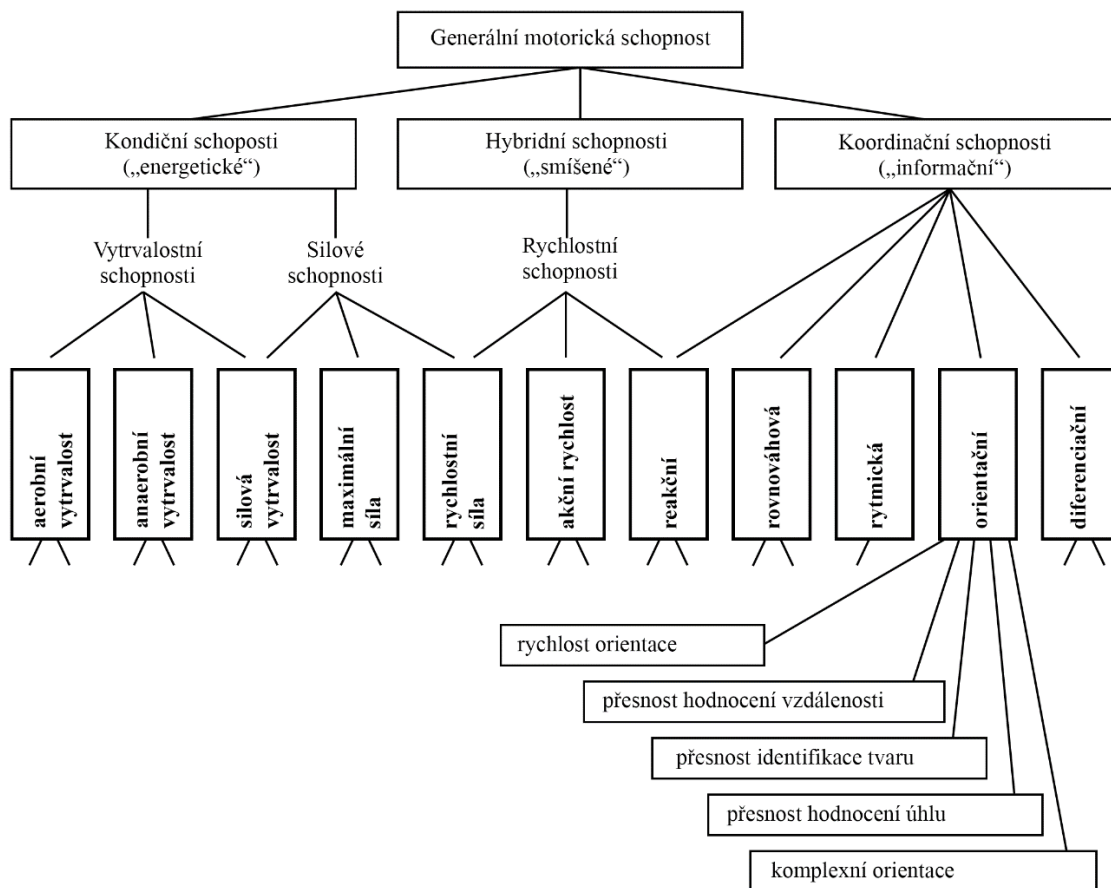 Generální motorická schopnost
Kondiční schoposti
(„energetické“)
Hybridní schopnosti
(„smíšené“)
Koordinační schopnosti
(„informační“)
Vytrvalostní
schopnosti
Silové
schopnosti
Rychlostní
schopnosti
aerobní
vytrvalost
anaerobní
vytrvalost
silová
vytrvalost
maximální
síla
rychlostní
síla
akční rychlost
reakční
rovnováhová
rytmická
orientační
diferenciační
rychlost orientace
přesnost hodnocení vzdálenosti
přesnost identifikace tvaru
přesnost hodnocení úhlu
komplexní orientace